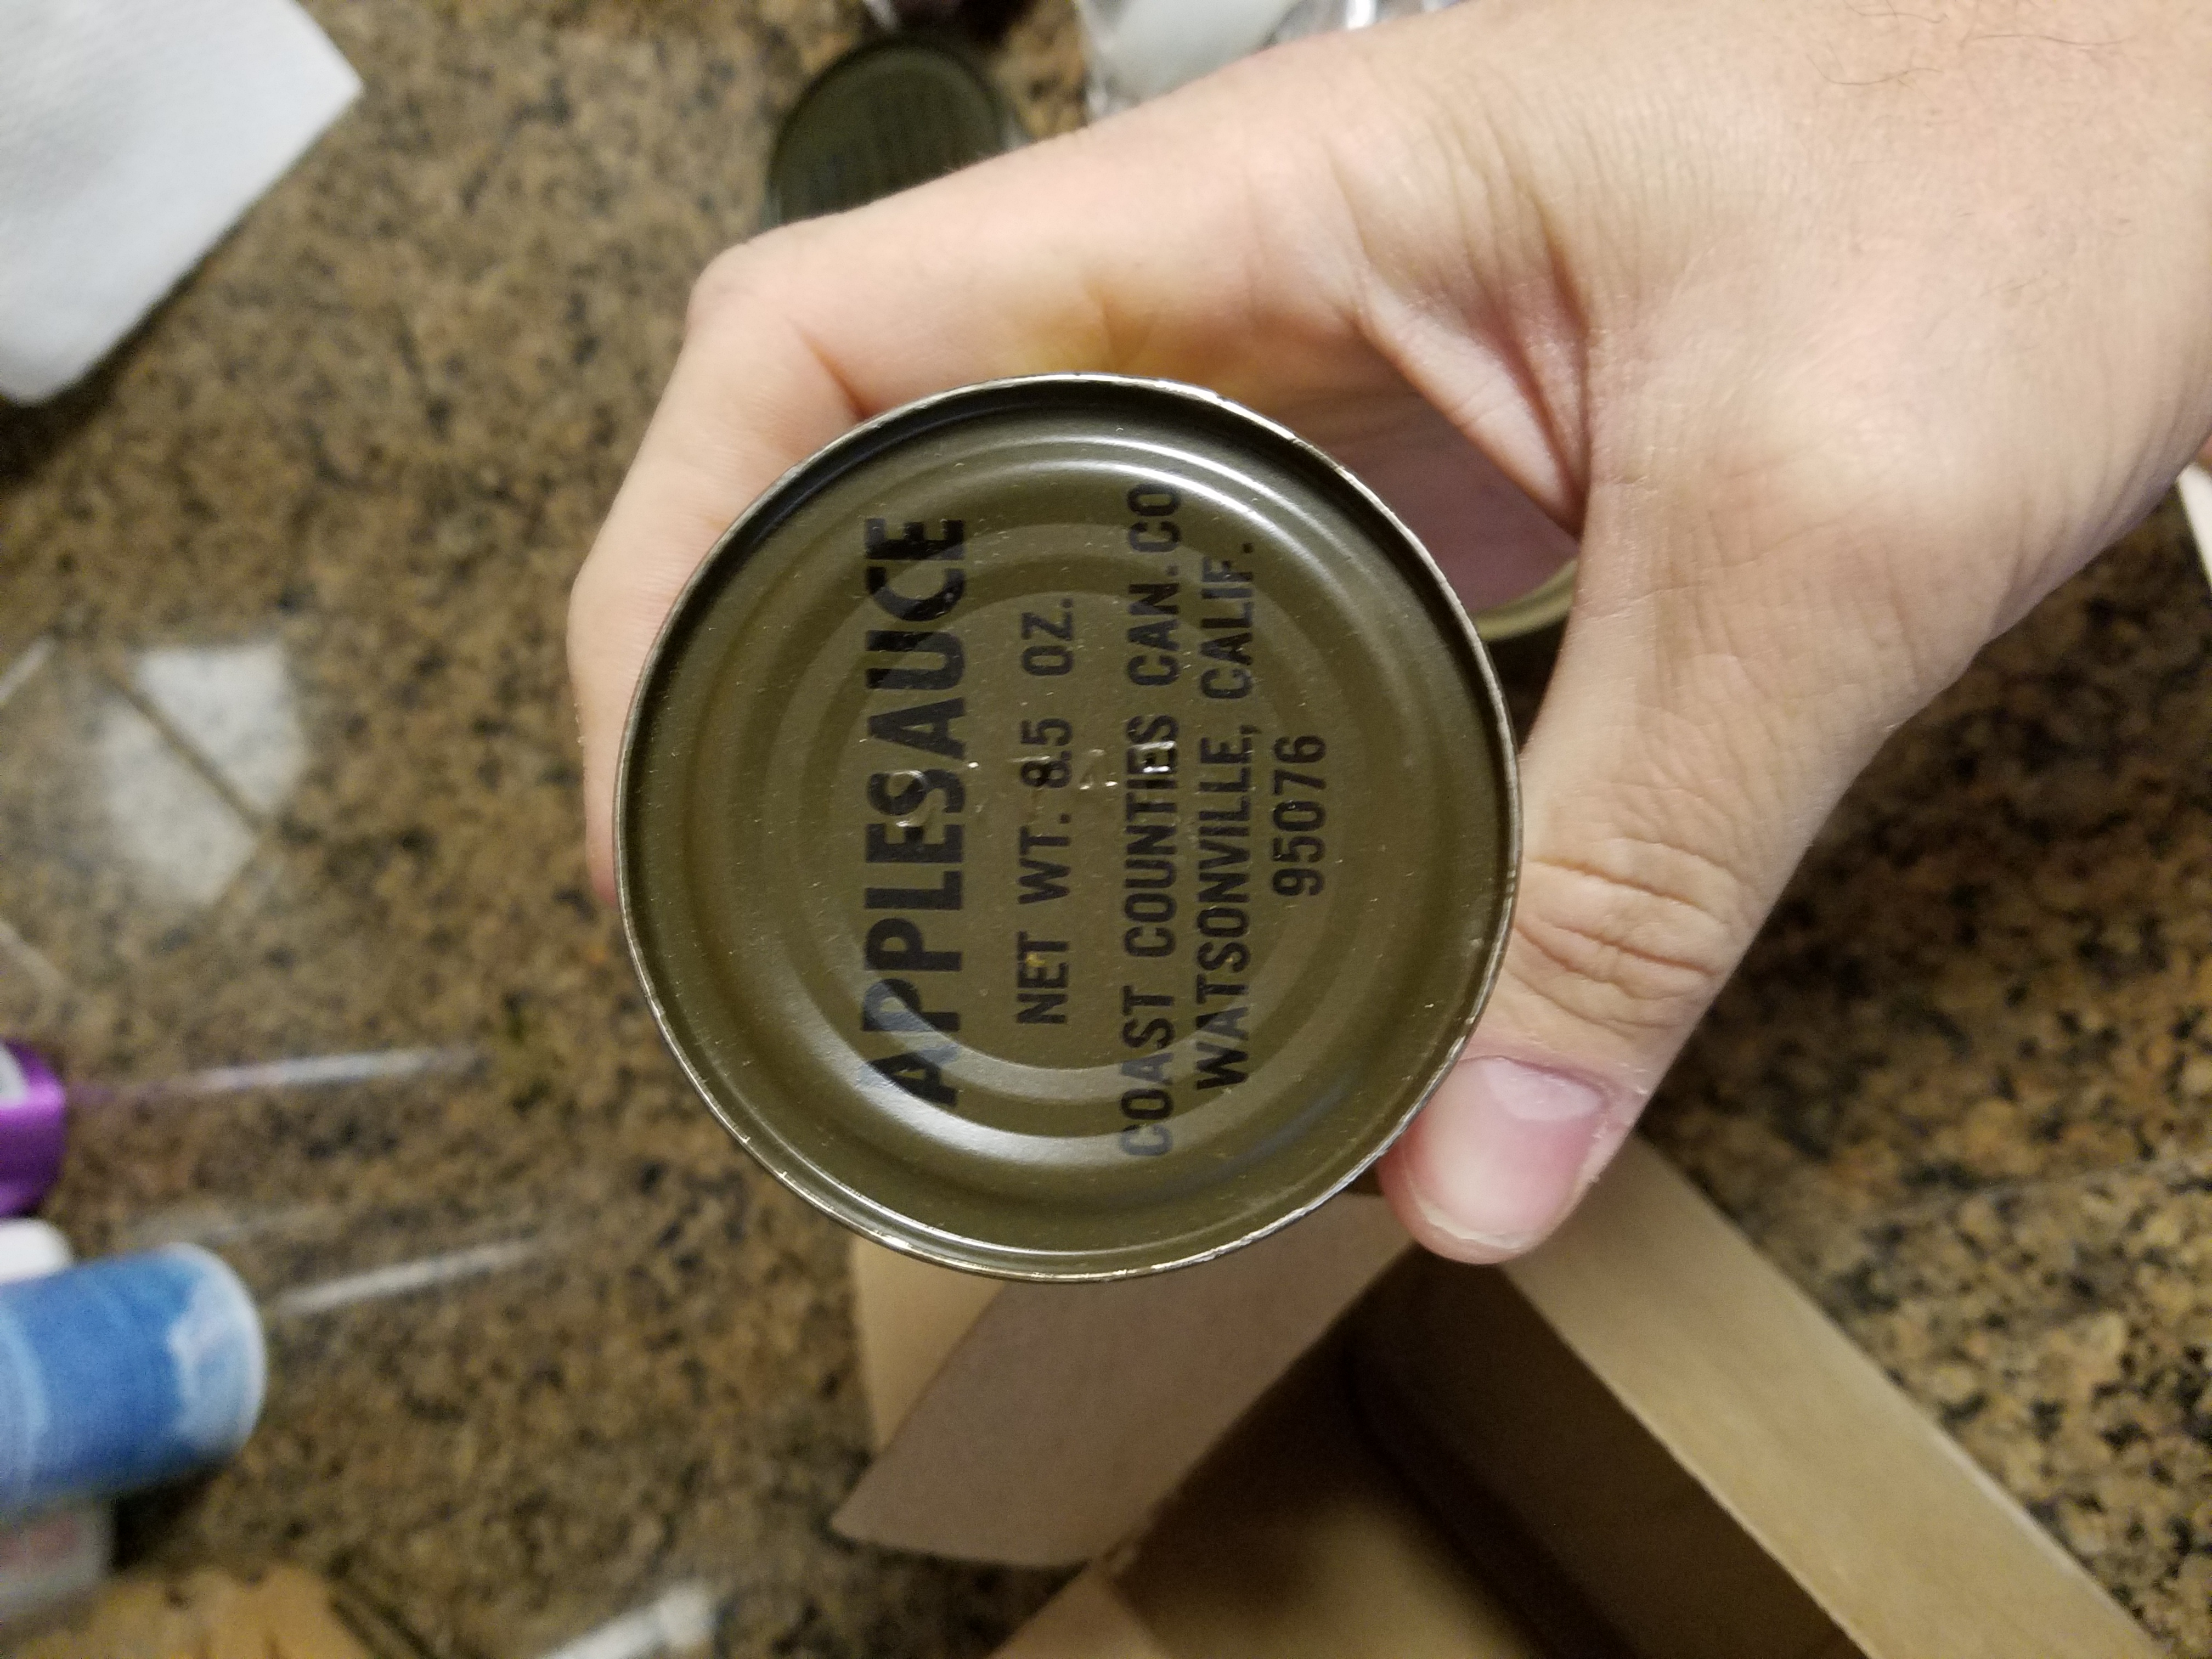 APPLESAUCE
NET WT. 8.5 OZ.
COAST COUNTIES CAN. CO
WATSONVILLE, CALIF.
95076